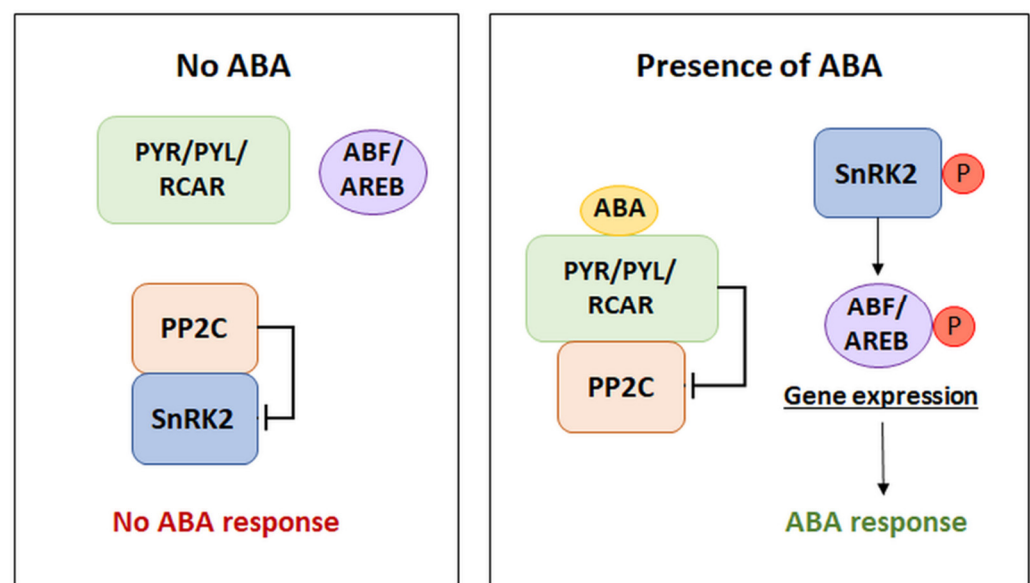 No ABA
PYR/PYL/
RCAR
ABF/
AREB
PP2C
SnRK2
No ABA response
Presence of ABA
ABA
PYR/PYL/
RCAR
PP2C
SnRK2
P
ABF/
AREB
P
Gene expression
ABA response